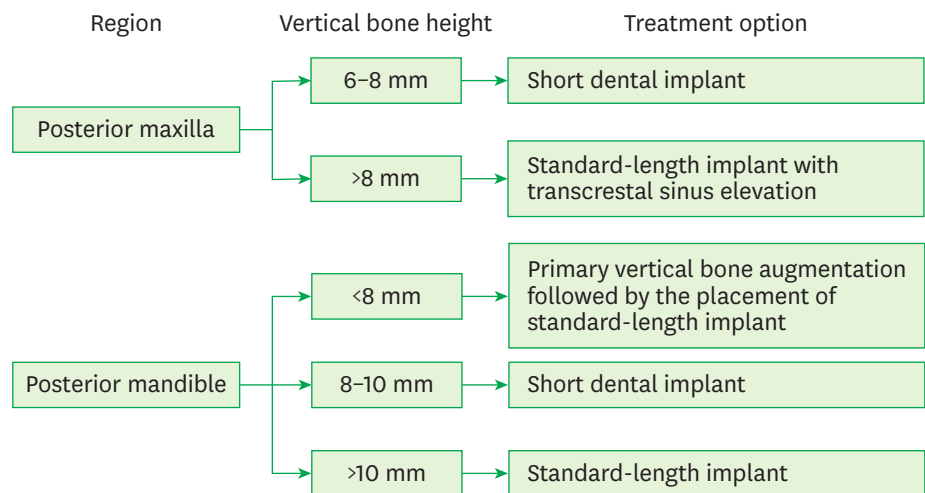 Region Vertical bone height Treatment option
Posterior maxilla
6–8 mm
Short dental implant
>8 mm
Standard-length implant with
transcrestal sinus elevation
Posterior mandible
<8 mm
Primary vertical bone augmentation
followed by the placement of
standard-length implant
8–10 mm
Short dental implant
>10 mm
Standard-length implant